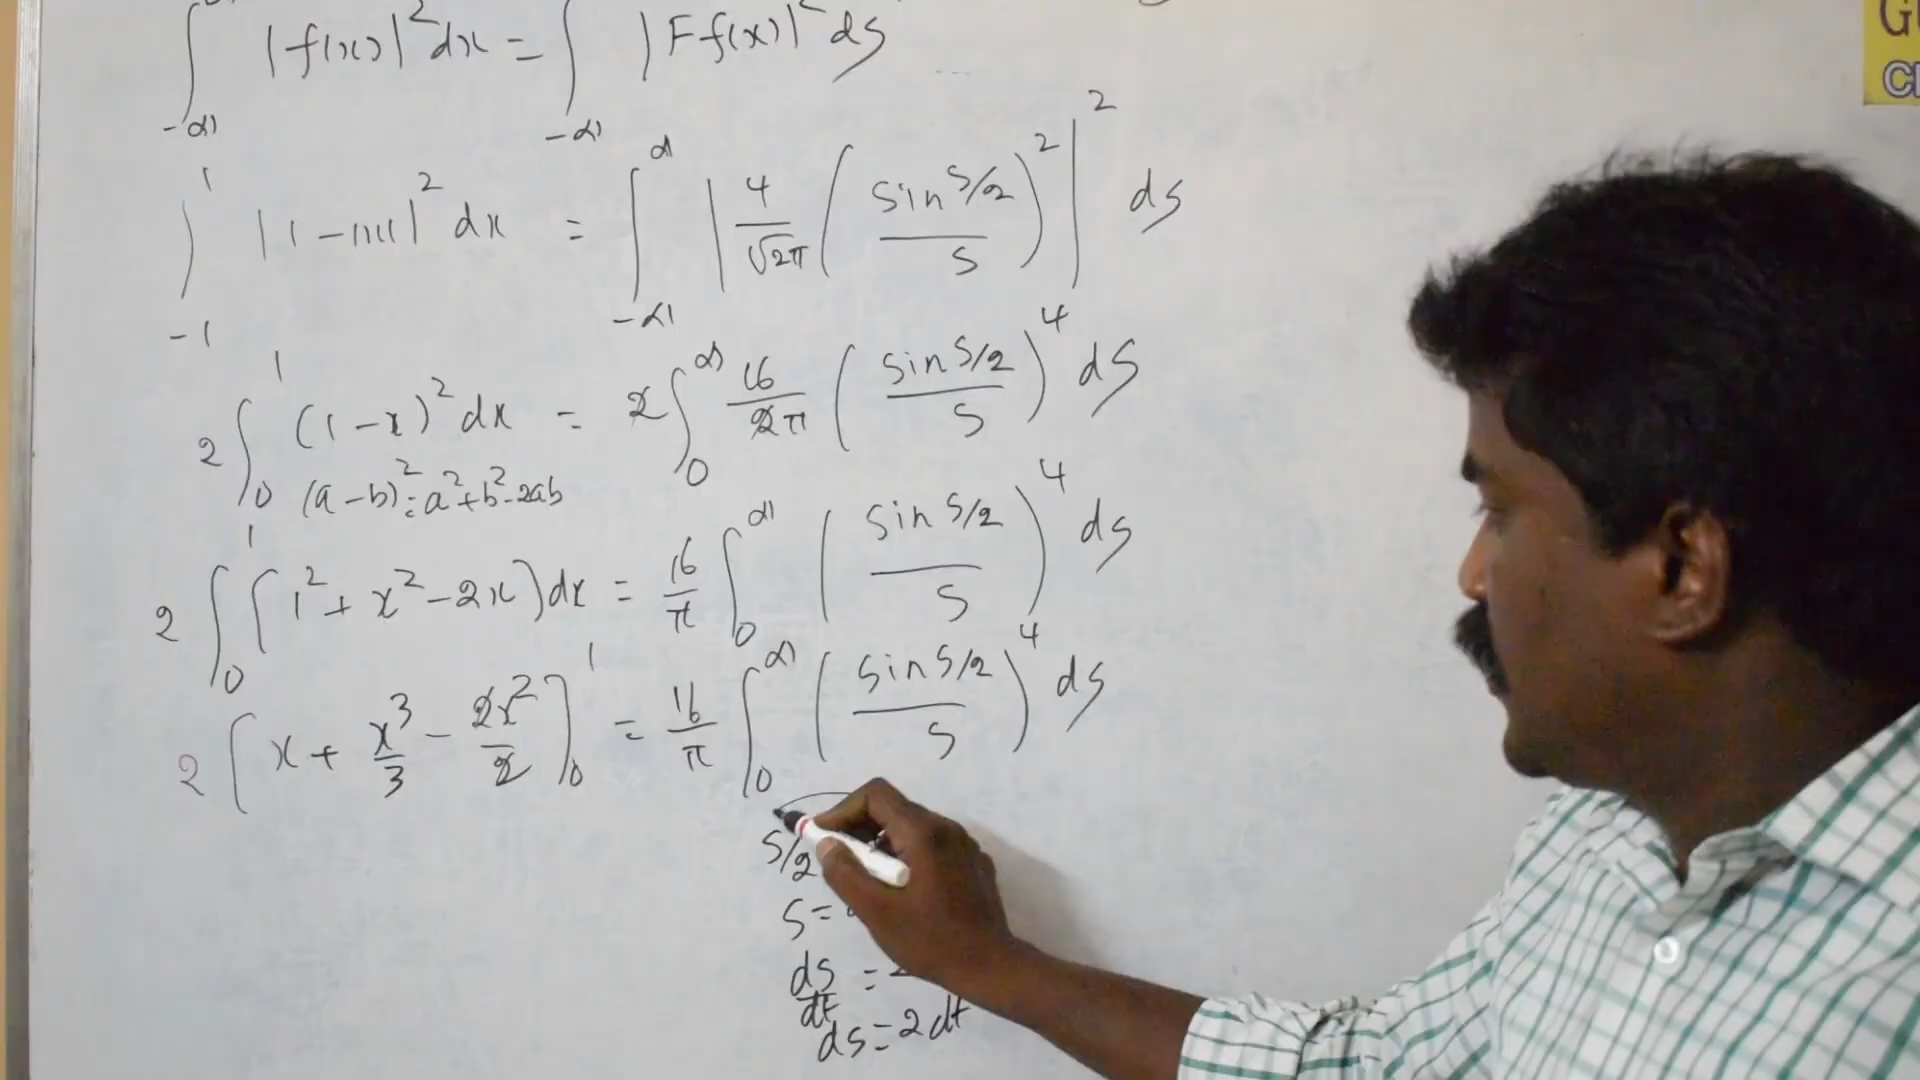 ∫_{-∞} |f(x)|² dx = ∫_{-∞} |F f(x)|² ds
∫_{-1}^{1} |1 - |x||² dx = ∫_{-∞}^{∞} | 4/√2π ( sin s/2 / s )² |² ds
2 ∫_0^1 (1 - x)² dx = 2 ∫_0^∞ 16/2π ( sin s/2 / s )⁴ ds
(a - b)² = a² + b² - 2ab
2 ∫_0^1 [ 1² + x² - 2x ) dx = 16/π ∫_0^∞ ( sin s/2 / s )⁴ ds
2 [ x + x³/3 - 2x²/2 ]_0^1 = 16/π ∫_0^∞ ( sin s/2 / s )⁴ ds
s/2
s =
ds/dt =
ds = 2 dt